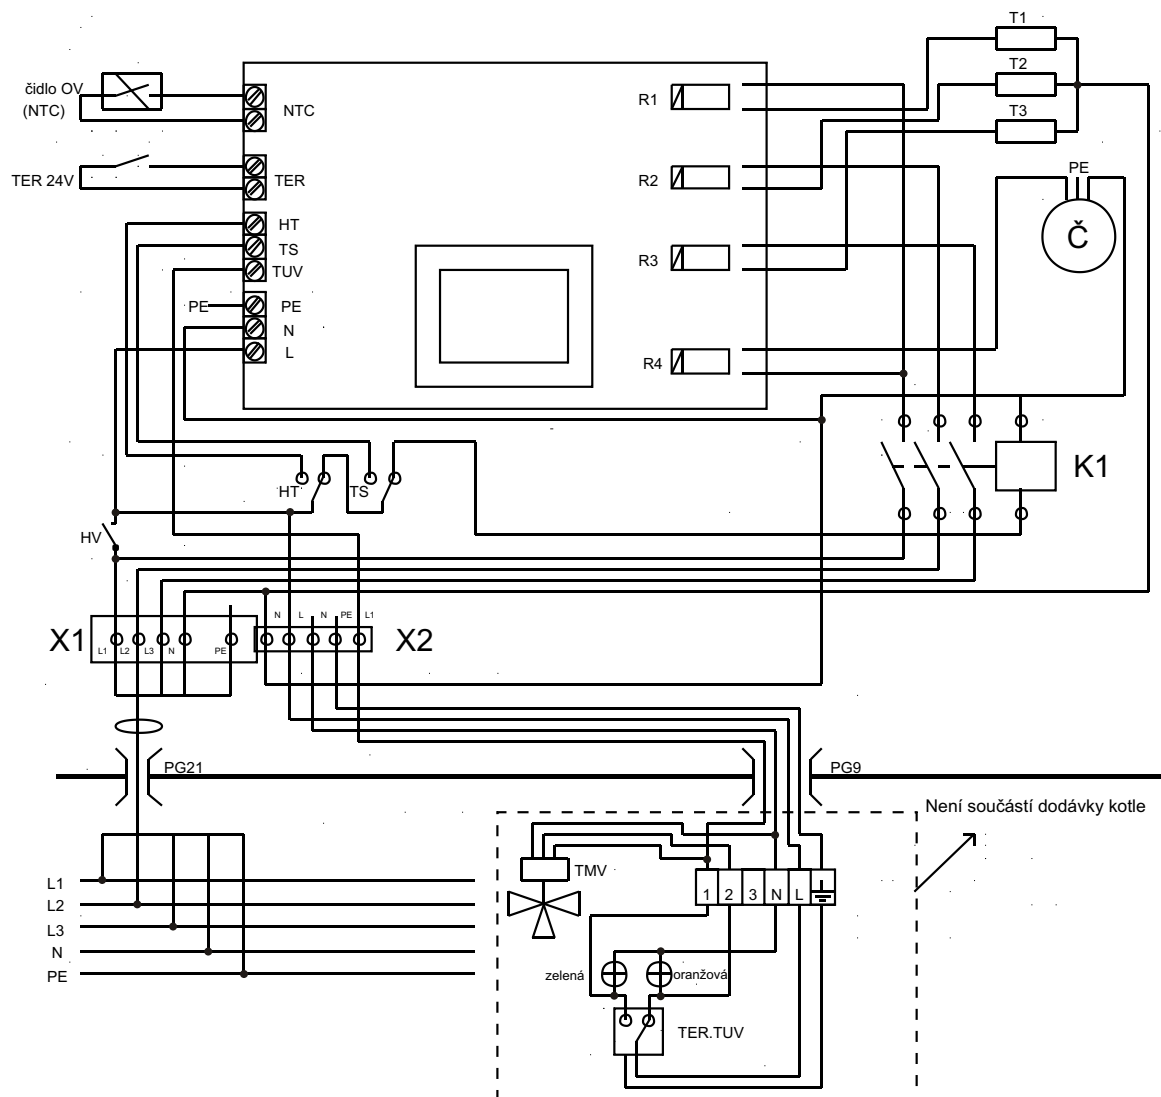 T1
čidlo OV
(NTC)
NTC
R1
T2
T3
TER 24V
TER
R2
PE
Č
HT
TS
TUV
R3
PE
PE
N
L
R4
HT
TS
K1
HV
X1
L1
L2
L3
N
PE
N
L
N
PE
L1
X2
PG21
PG9
Není součástí dodávky kotle
TMV
L1
L2
L3
N
PE
1
2
3
N
L
zelená
oranžová
TER.TUV